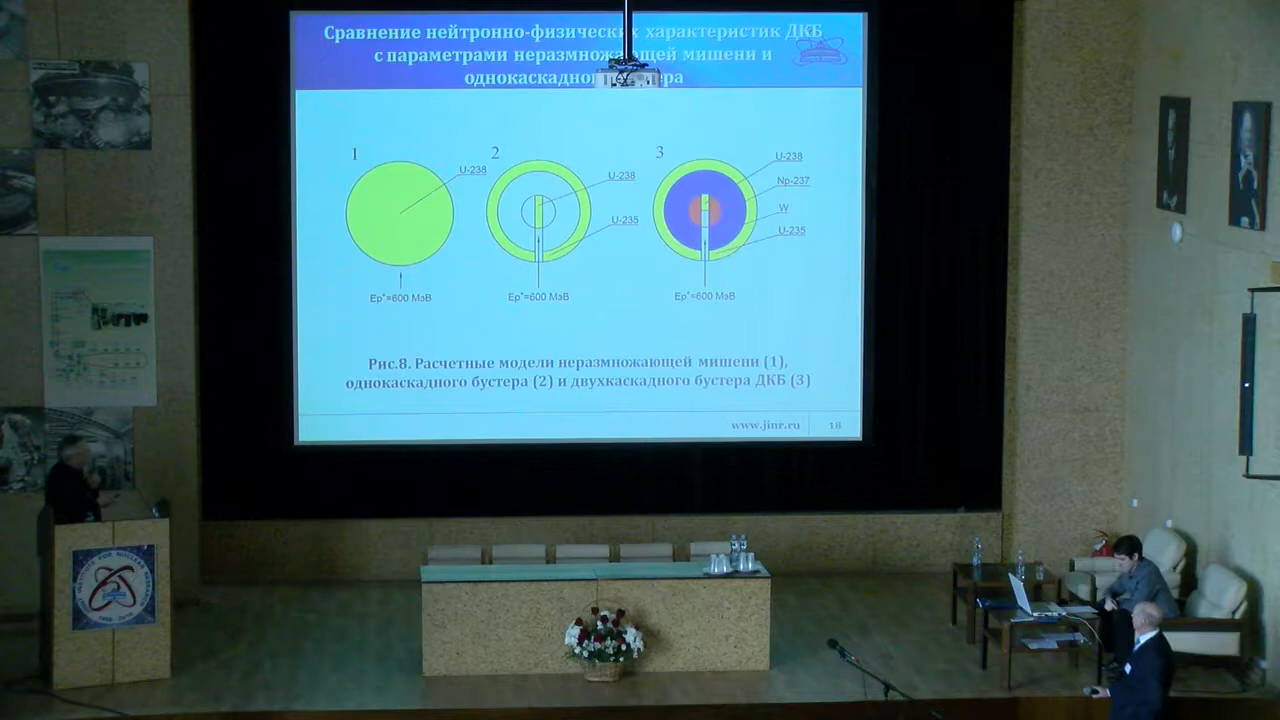 Сравнение нейтронно-физических характеристик ДКБ
с параметрами неразмножающей мишени и
1
2
3
U-238
U-238
U-235
U-238
Np-237
W
U-235
Ep⁺=600 МэВ
Ep⁺=600 МэВ
Ep⁺=600 МэВ
Рис.8. Расчетные модели неразмножающей мишени (1),
однокаскадного бустера (2) и двухкаскадного бустера ДКБ (3)
www.jinr.ru
18